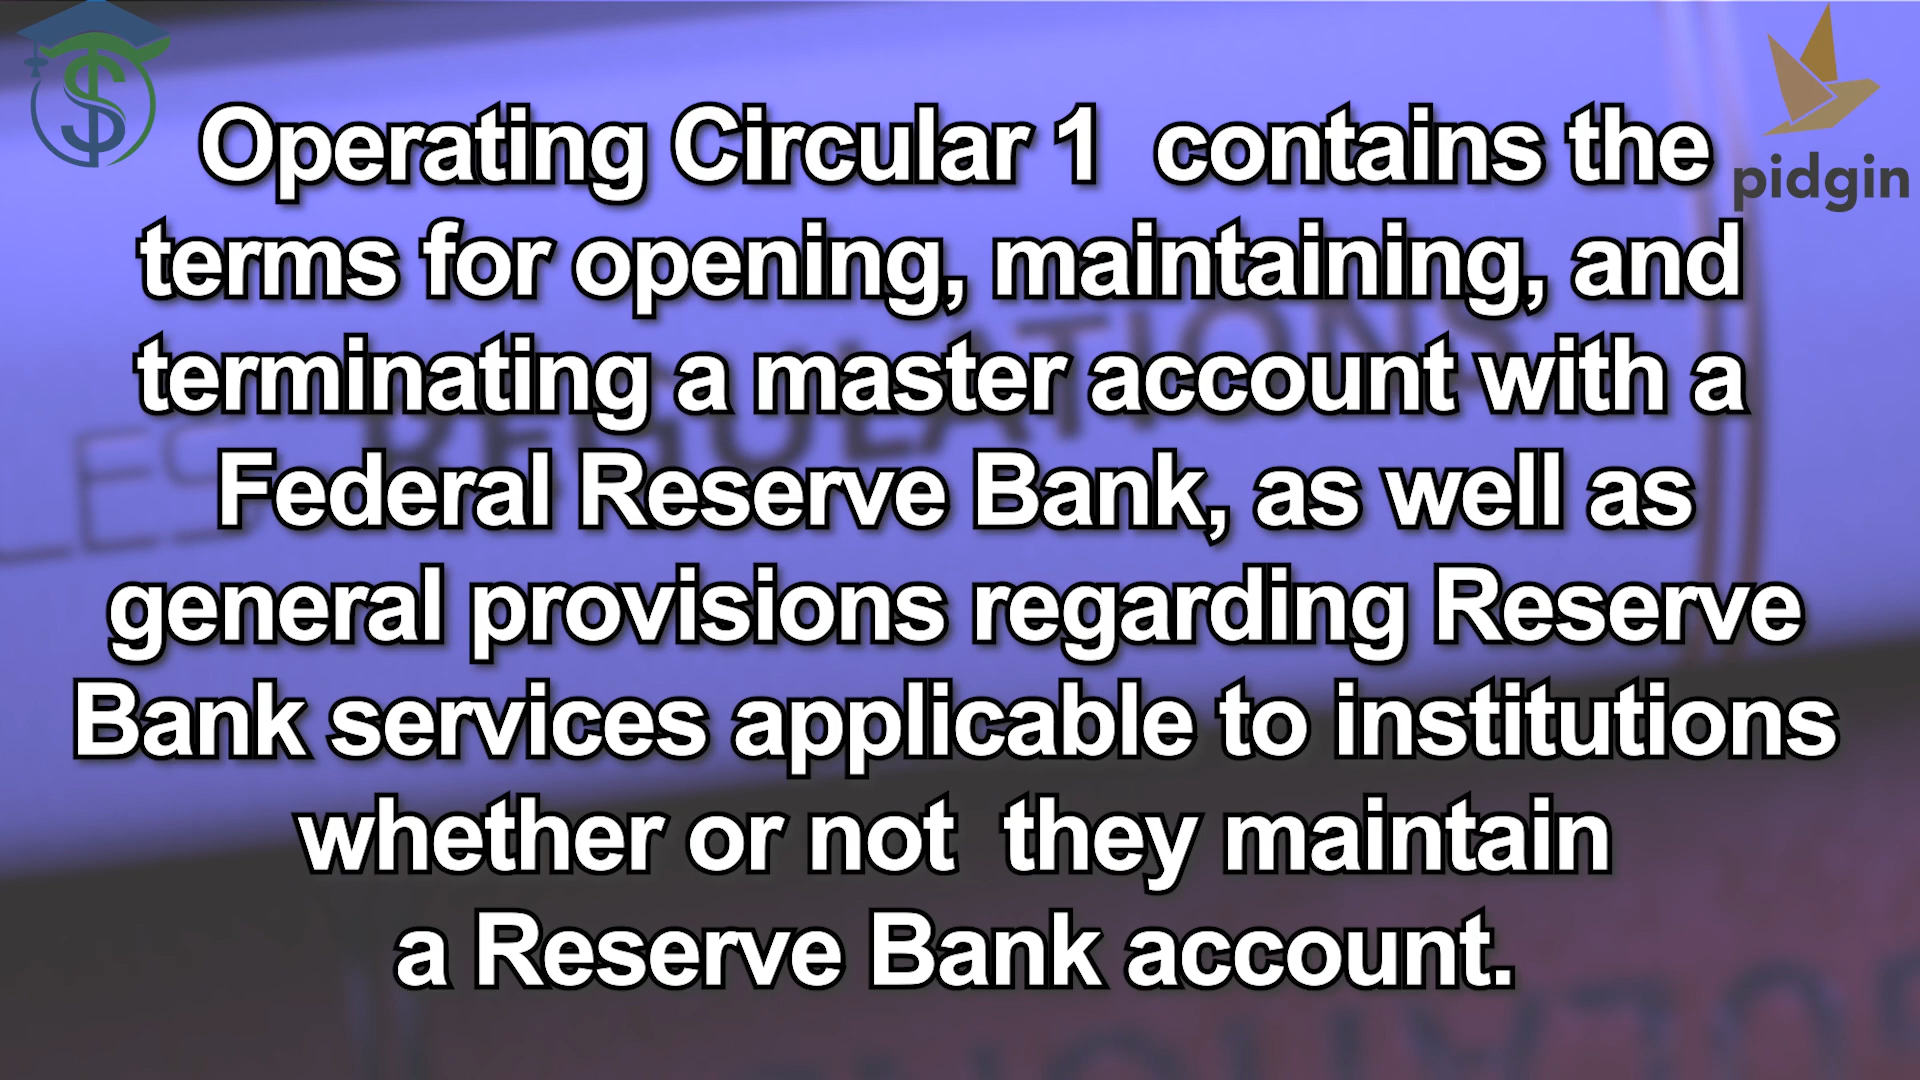 Operating Circular 1  contains the
terms for opening, maintaining, and
terminating a master account with a
Federal Reserve Bank, as well as
general provisions regarding Reserve
Bank services applicable to institutions
whether or not  they maintain
a Reserve Bank account.
pidgin
REGULATIONS